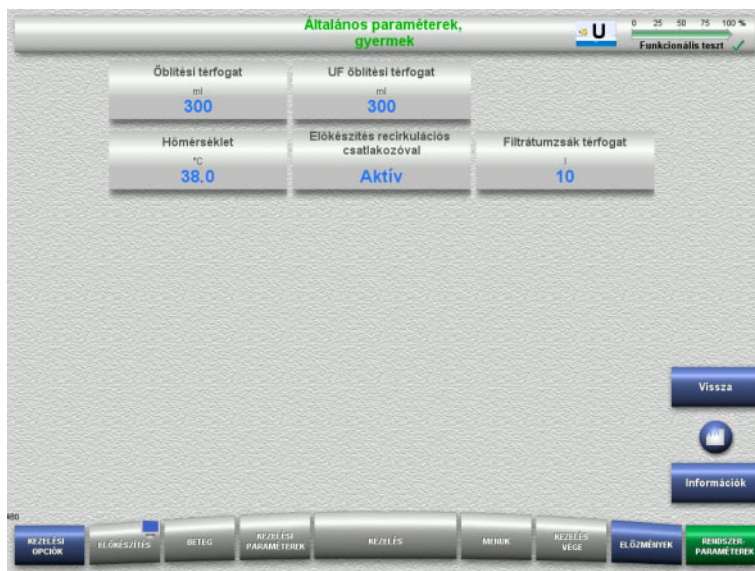 Általános paraméterek,
gyermek
U
0 25 50 75 100 %
Funkcionális teszt
Öblítési térfogat
ml
300
UF öblítési térfogat
ml
300
Hőmérséklet
°C
38.0
Előkészítés recirkulációs
csatlakozóval
Aktív
Filtrátumzsák térfogat
l
10
Vissza
Információk
480
KEZELÉSI
OPCIÓK
ELŐKÉSZÍTÉS
BETEG
KEZELÉSI
PARAMÉTEREK
KEZELÉS
MENÜK
KEZELÉS
VÉGE
ELŐZMÉNYEK
RENDSZER-
PARAMÉTEREK